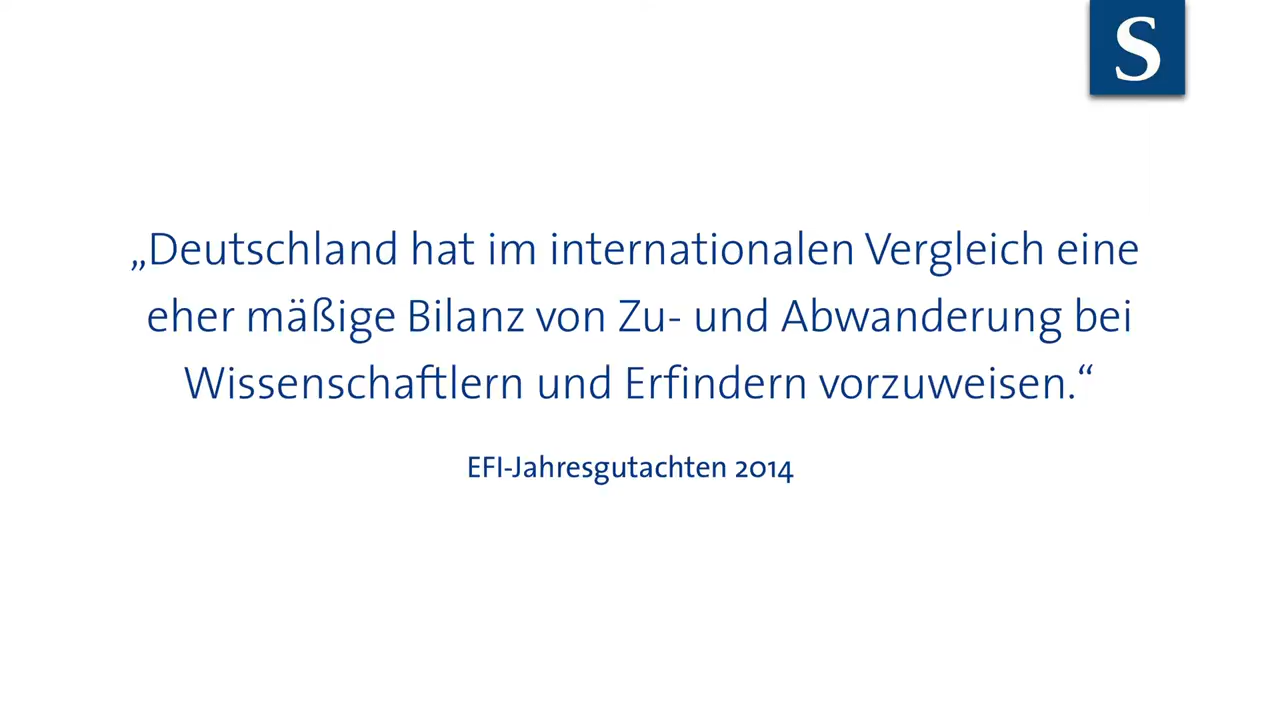 S
„Deutschland hat im internationalen Vergleich eine
eher mäßige Bilanz von Zu- und Abwanderung bei
Wissenschaftlern und Erfindern vorzuweisen.“
EFI-Jahresgutachten 2014